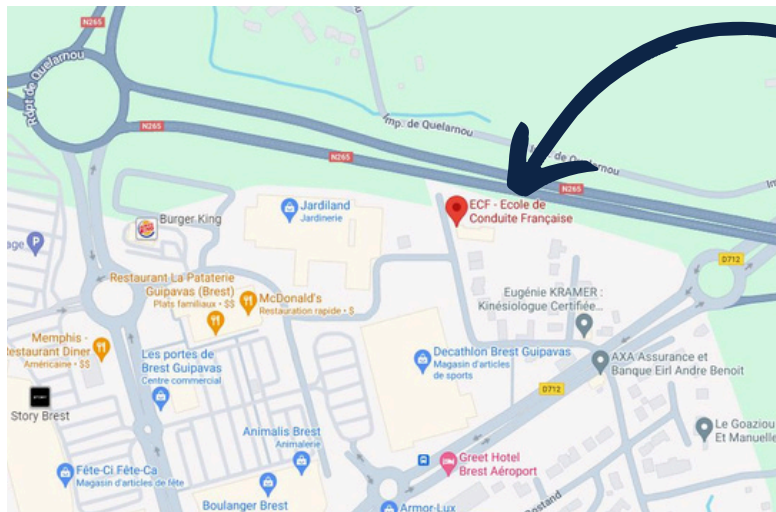 N265
Rdpt de Quelarnou
N265
Imp. de Quelarnou
N265
N265
ECF - Ecole de
Conduite Française
Jardiland
Jardinerie
Burger King
D712
Restaurant La Pataterie
Guipavas (Brest)
Plats familiaux • $$
McDonald's
Restauration rapide • $
Eugénie KRAMER :
Kinésiologue Certifiée...
Memphis -
Restaurant Diner
Américaine • $$
Les portes de
Brest Guipavas
Centre commercial
Decathlon Brest Guipavas
Magasin d'articles
de sports
AXA Assurance et
Banque Eirl Andre Benoit
D712
Story Brest
Le Goaziou
Et Manuelle
Animalis Brest
Animalerie
Fête-Ci Fête-Ca
Magasin d'articles de fête
Greet Hotel
Brest Aéroport
Boulanger Brest
Armor-Lux